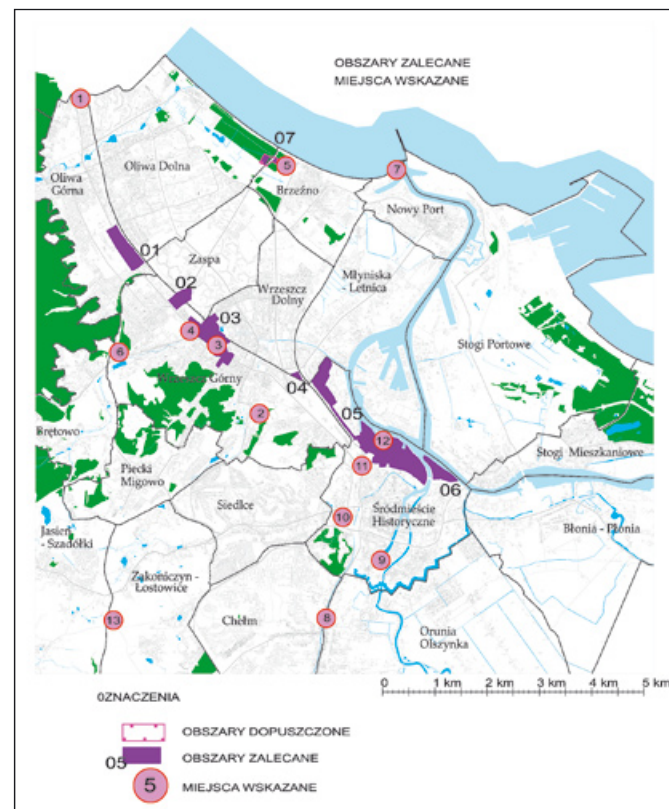 OBSZARY ZALECANE
MIEJSCA WSKAZANE
1
07
Oliwa Dolna
5
7
Oliwa
Górna
Brzeźno
Nowy Port
01
Zaspa
02
Wrzeszcz
Dolny
Młyniska
- Letnica
03
4
3
6
Stogi Portowe
Wrzeszcz Górny
04
2
05
Brętowo
12
Stogi Mieszkaniowe
11
Piecki
Migowo
06
Siedlce
10
Śródmieście
Historyczne
Jasień
- Szadółki
Błonia - Płonia
9
Zakoniczyn -
Łostowice
13
Chełm
8
Orunia
Olszynka
0 1 km 2 km 3 km 4 km 5 km
OZNACZENIA
OBSZARY DOPUSZCZONE
05 OBSZARY ZALECANE
5 MIEJSCA WSKAZANE